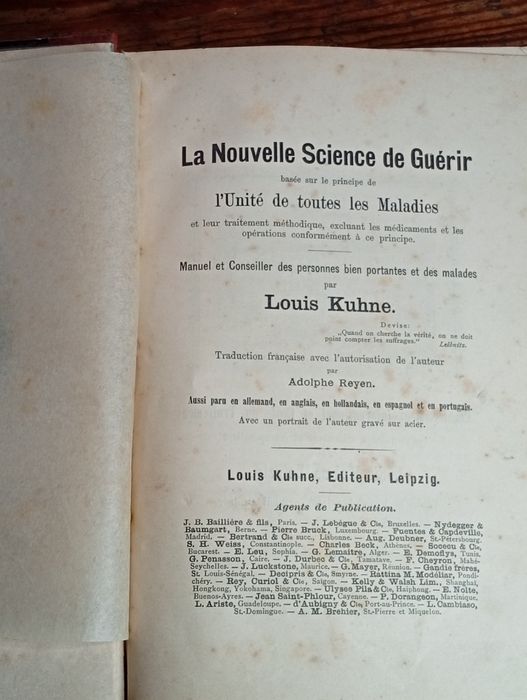 La Nouvelle Science de Guérir
basée sur le principe de
l'Unité de toutes les Maladies
et leur traitement méthodique, excluant les médicaments et les
opérations conformément à ce principe.
Manuel et Conseiller des personnes bien portantes et des malades
par
Louis Kuhne.
Devise:
„Quand on cherche la vérité, on ne doit
point compter les suffrages.”
Leibnitz.
Traduction française avec l'autorisation de l'auteur
par
Adolphe Reyen.
Aussi paru en allemand, en anglais, en hollandais, en espagnol et en portugais.
Avec un portrait de l'auteur gravé sur acier.
Louis Kuhne, Editeur, Leipzig.
Agents de Publication.
J. B. Baillière & fils, Paris. — J. Lebégue & Cie, Bruxelles. — Nydegger &
Baumgart, Berne. — Pierre Bruck, Luxembourg. — Fuentes & Capdeville,
Madrid. — Bertrand & Cie succ., Lisbonne. — Aug. Deubner, St-Pétersbourg.
S. H. Weiss, Constantinople. — Charles Beck, Athènes. — Socecu & Cie,
Bucarest. — E. Leu, Sophia. — G. Lemaitre, Alger. — E. Demoflys, Tunis.
G. Penasson, Caire. — J. Durbec & Cie, Tamatave. — F. Cheyron, Mahé-
Seychelles. — J. Luckstone, Maurice. — G. Mayer, Réunion. — Gandie frères,
St. Louis-Sénégal. — Decipris & Cie, Smyrne. — Rattina M. Modéliar, Pondi-
chéry. — Rey, Curiol & Cie, Saigon. — Kelly & Walsh Lim., Shanghai,
Hongkong, Yokohama, Singapore. — Ulysse Pila & Cie, Haiphong. — E. Nolte,
Buenos-Ayres. — Jean Saint-Phlour, Cayenne. — P. Dorangeon, Martinique.
L. Ariste, Guadeloupe. — d'Aubigny & Cie, Port-au-Prince. — L. Cambiaso,
St.-Domingue. — A. M. Brehier, St.-Pierre et Miquelon.